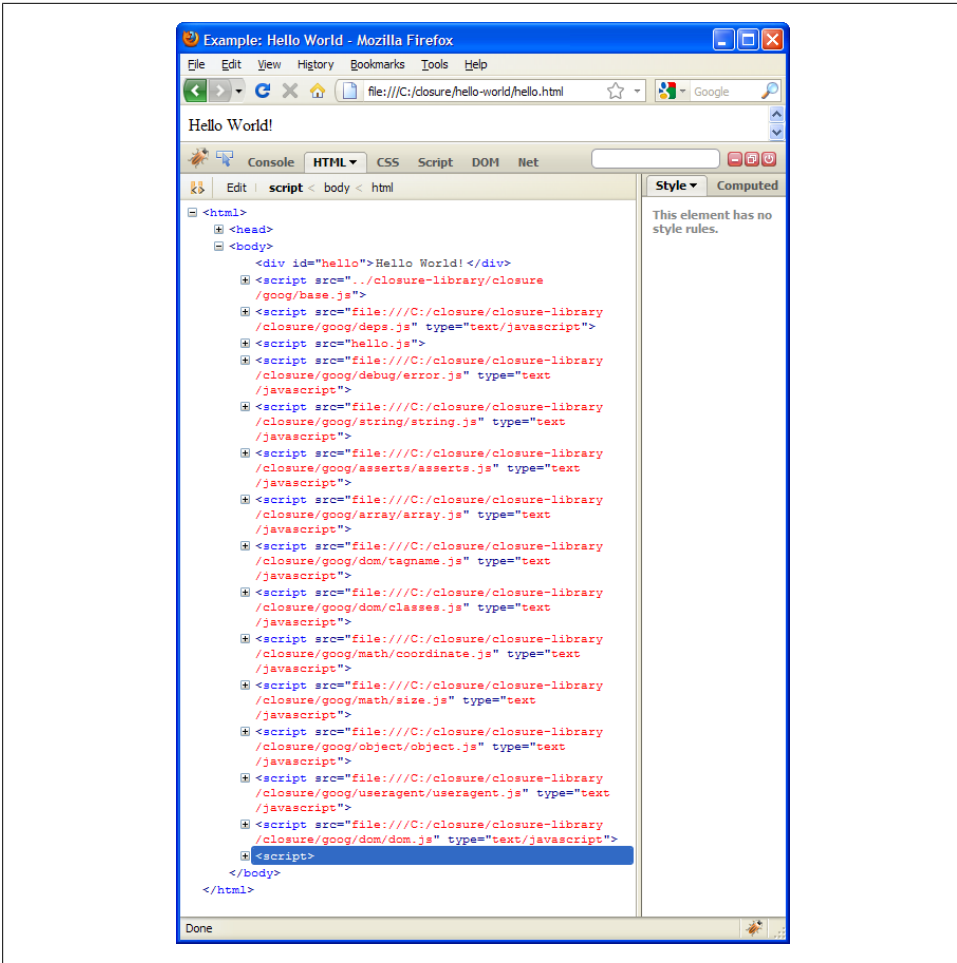 Example: Hello World - Mozilla Firefox
File Edit View History Bookmarks Tools Help
file:///C:/closure/hello-world/hello.html
Google
Hello World!
Console HTML CSS Script DOM Net
Edit script < body < html
Style Computed
This element has no
style rules.
<html>
<head>
<body>
<div id="hello">Hello World!</div>
<script src="../closure-library/closure
/goog/base.js">
<script src="file:///C:/closure/closure-library
/closure/goog/deps.js" type="text/javascript">
<script src="hello.js">
<script src="file:///C:/closure/closure-library
/closure/goog/debug/error.js" type="text
/javascript">
<script src="file:///C:/closure/closure-library
/closure/goog/string/string.js" type="text
/javascript">
<script src="file:///C:/closure/closure-library
/closure/goog/asserts/asserts.js" type="text
/javascript">
<script src="file:///C:/closure/closure-library
/closure/goog/array/array.js" type="text
/javascript">
<script src="file:///C:/closure/closure-library
/closure/goog/dom/tagname.js" type="text
/javascript">
<script src="file:///C:/closure/closure-library
/closure/goog/dom/classes.js" type="text
/javascript">
<script src="file:///C:/closure/closure-library
/closure/goog/math/coordinate.js" type="text
/javascript">
<script src="file:///C:/closure/closure-library
/closure/goog/math/size.js" type="text
/javascript">
<script src="file:///C:/closure/closure-library
/closure/goog/object/object.js" type="text
/javascript">
<script src="file:///C:/closure/closure-library
/closure/goog/useragent/useragent.js" type="text
/javascript">
<script src="file:///C:/closure/closure-library
/closure/goog/dom/dom.js" type="text/javascript">
<script>
</body>
</html>
Done